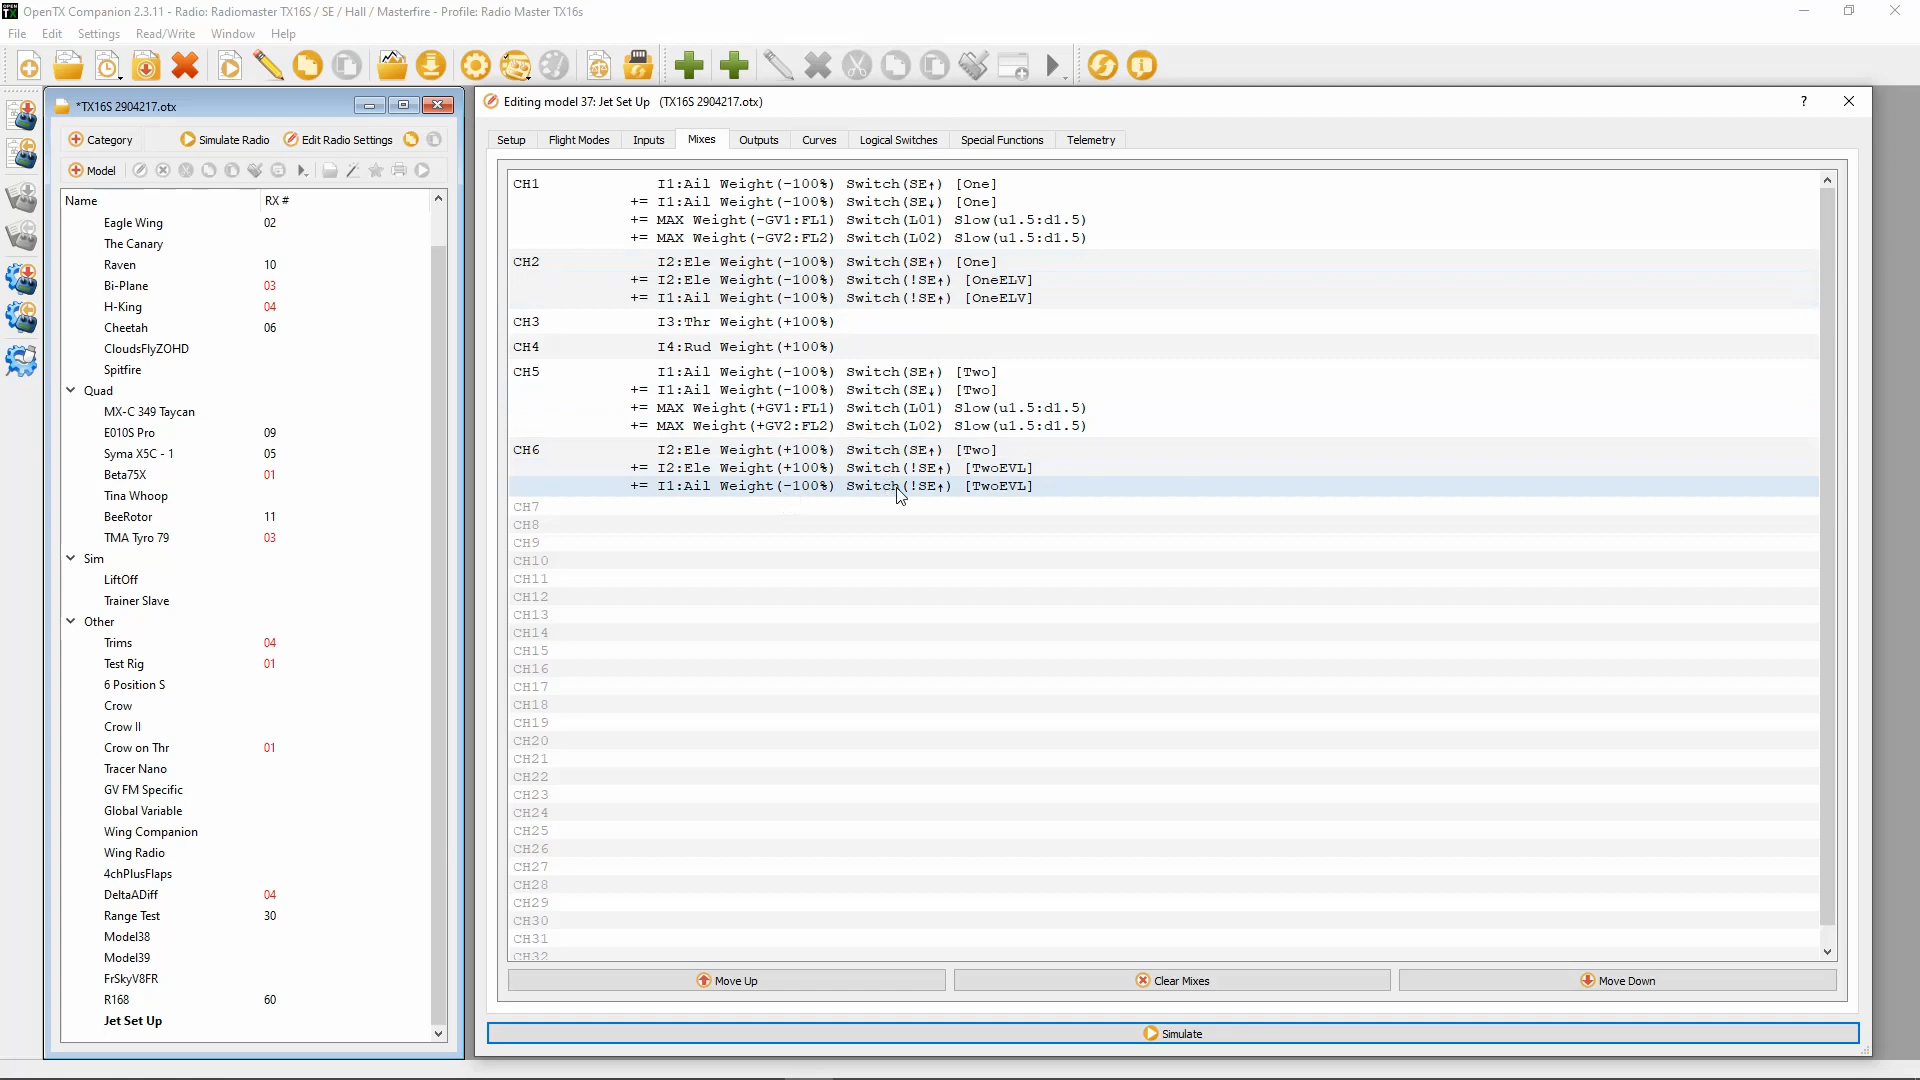 OpenTX Companion 2.3.11 - Radio: Radiomaster TX16S / SE / Hall / Masterfire - Profile: Radio Master TX16s
File Edit Settings Read/Write Window Help
*TX16S 2904217.otx
Category Simulate Radio Edit Radio Settings
Model
Name RX #
Eagle Wing 02
The Canary
Raven 10
Bi-Plane 03
H-King 04
Cheetah 06
CloudsFlyZOHD
Spitfire
Quad
MX-C 349 Taycan
E010S Pro 09
Syma X5C - 1 05
Beta75X 01
Tina Whoop
BeeRotor 11
TMA Tyro 79 03
Sim
LiftOff
Trainer Slave
Other
Trims 04
Test Rig 01
6 Position S
Crow
Crow II
Crow on Thr 01
Tracer Nano
GV FM Specific
Global Variable
Wing Companion
Wing Radio
4chPlusFlaps
DeltaADiff 04
Range Test 30
Model38
Model39
FrSkyV8FR
R168 60
Jet Set Up
Editing model 37: Jet Set Up (TX16S 2904217.otx) ?
Setup Flight Modes Inputs Mixes Outputs Curves Logical Switches Special Functions Telemetry
CH1 I1:Ail Weight(-100%) Switch(SE↑) [One]
+= I1:Ail Weight(-100%) Switch(SE↓) [One]
+= MAX Weight(-GV1:FL1) Switch(L01) Slow(u1.5:d1.5)
+= MAX Weight(-GV2:FL2) Switch(L02) Slow(u1.5:d1.5)
CH2 I2:Ele Weight(-100%) Switch(SE↑) [One]
+= I2:Ele Weight(-100%) Switch(!SE↑) [OneELV]
+= I1:Ail Weight(-100%) Switch(!SE↑) [OneELV]
CH3 I3:Thr Weight(+100%)
CH4 I4:Rud Weight(+100%)
CH5 I1:Ail Weight(-100%) Switch(SE↑) [Two]
+= I1:Ail Weight(-100%) Switch(SE↓) [Two]
+= MAX Weight(+GV1:FL1) Switch(L01) Slow(u1.5:d1.5)
+= MAX Weight(+GV2:FL2) Switch(L02) Slow(u1.5:d1.5)
CH6 I2:Ele Weight(+100%) Switch(SE↑) [Two]
+= I2:Ele Weight(+100%) Switch(!SE↑) [TwoEVL]
+= I1:Ail Weight(-100%) Switch(!SE↑) [TwoEVL]
CH7
CH8
CH9
CH10
CH11
CH12
CH13
CH14
CH15
CH16
CH17
CH18
CH19
CH20
CH21
CH22
CH23
CH24
CH25
CH26
CH27
CH28
CH29
CH30
CH31
CH32
Move Up Clear Mixes Move Down
Simulate